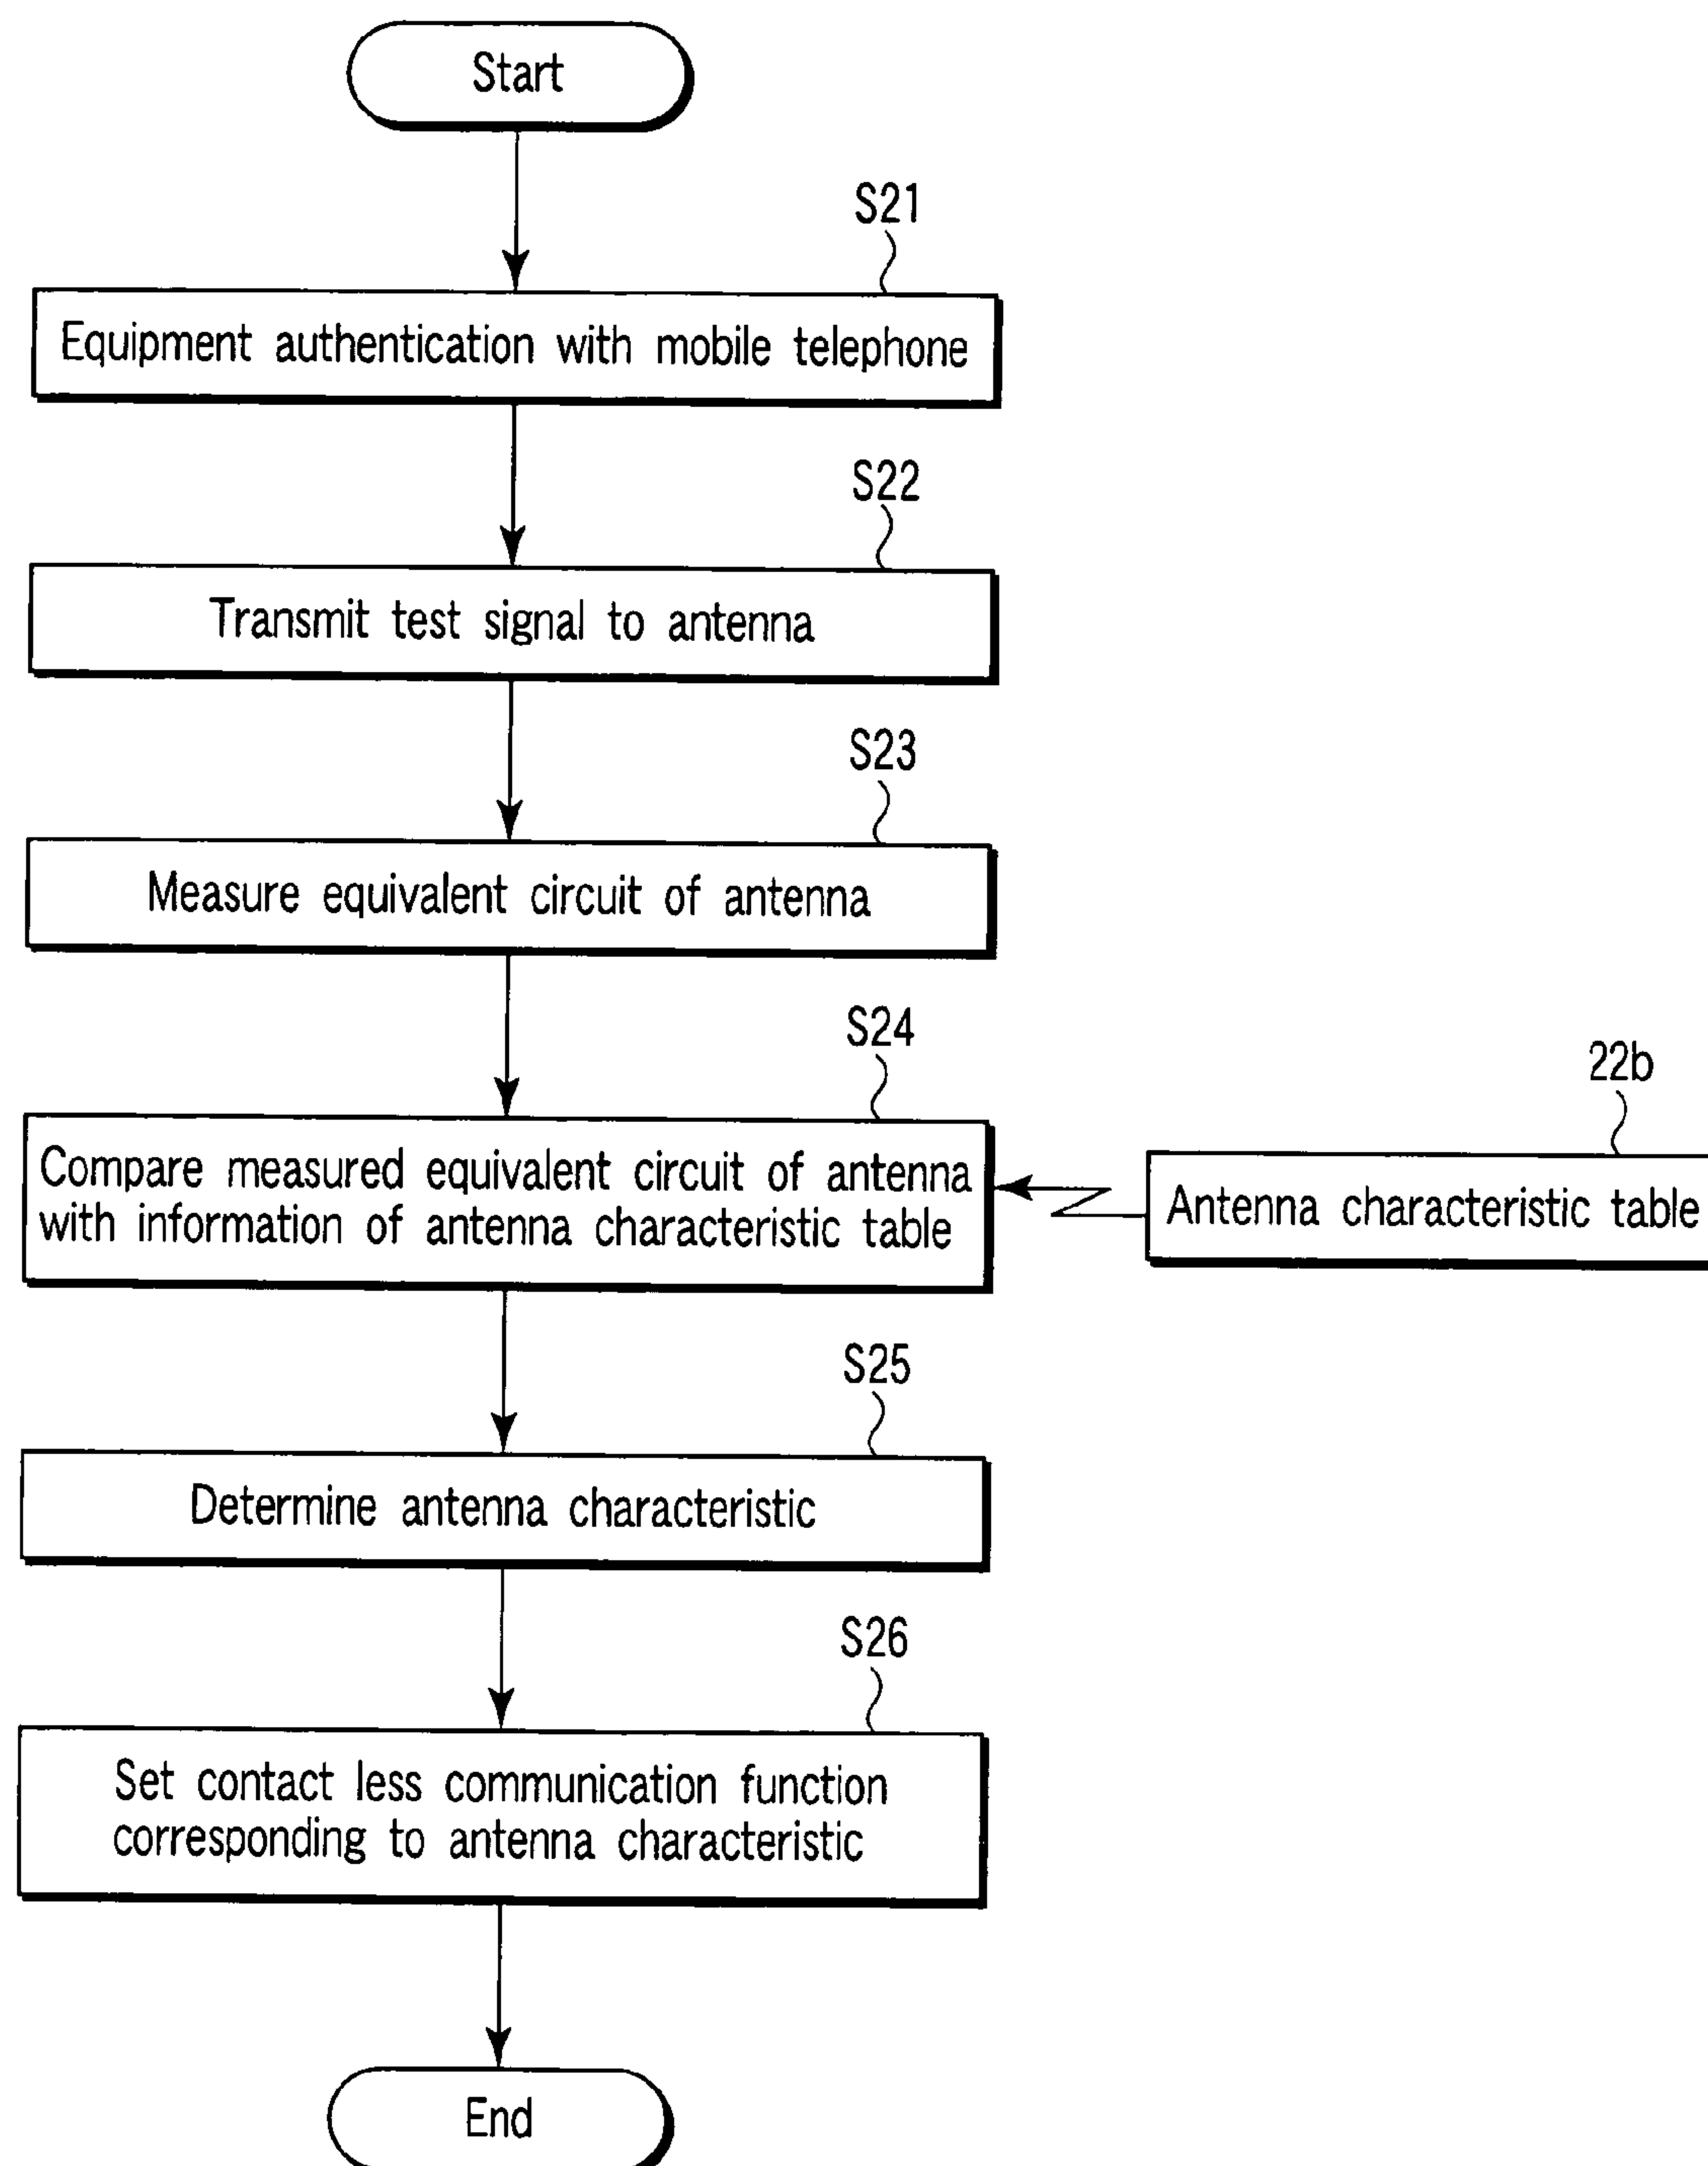 Start
S21
Equipment authentication with mobile telephone
S22
Transmit test signal to antenna
S23
Measure equivalent circuit of antenna
S24
Compare measured equivalent circuit of antenna
with information of antenna characteristic table
22b
Antenna characteristic table
S25
Determine antenna characteristic
S26
Set contact less communication function
corresponding to antenna characteristic
End